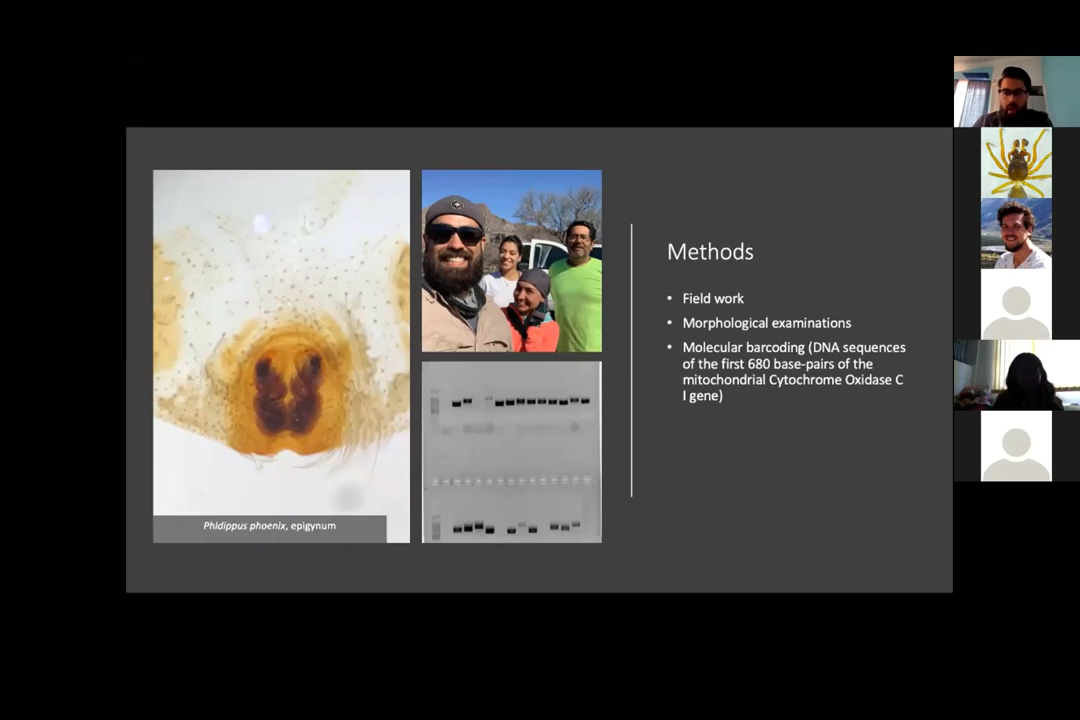 Methods
• Field work
• Morphological examinations
• Molecular barcoding (DNA sequences
of the first 680 base-pairs of the
mitochondrial Cytochrome Oxidase C
I gene)
Phidippus phoenix, epigynum